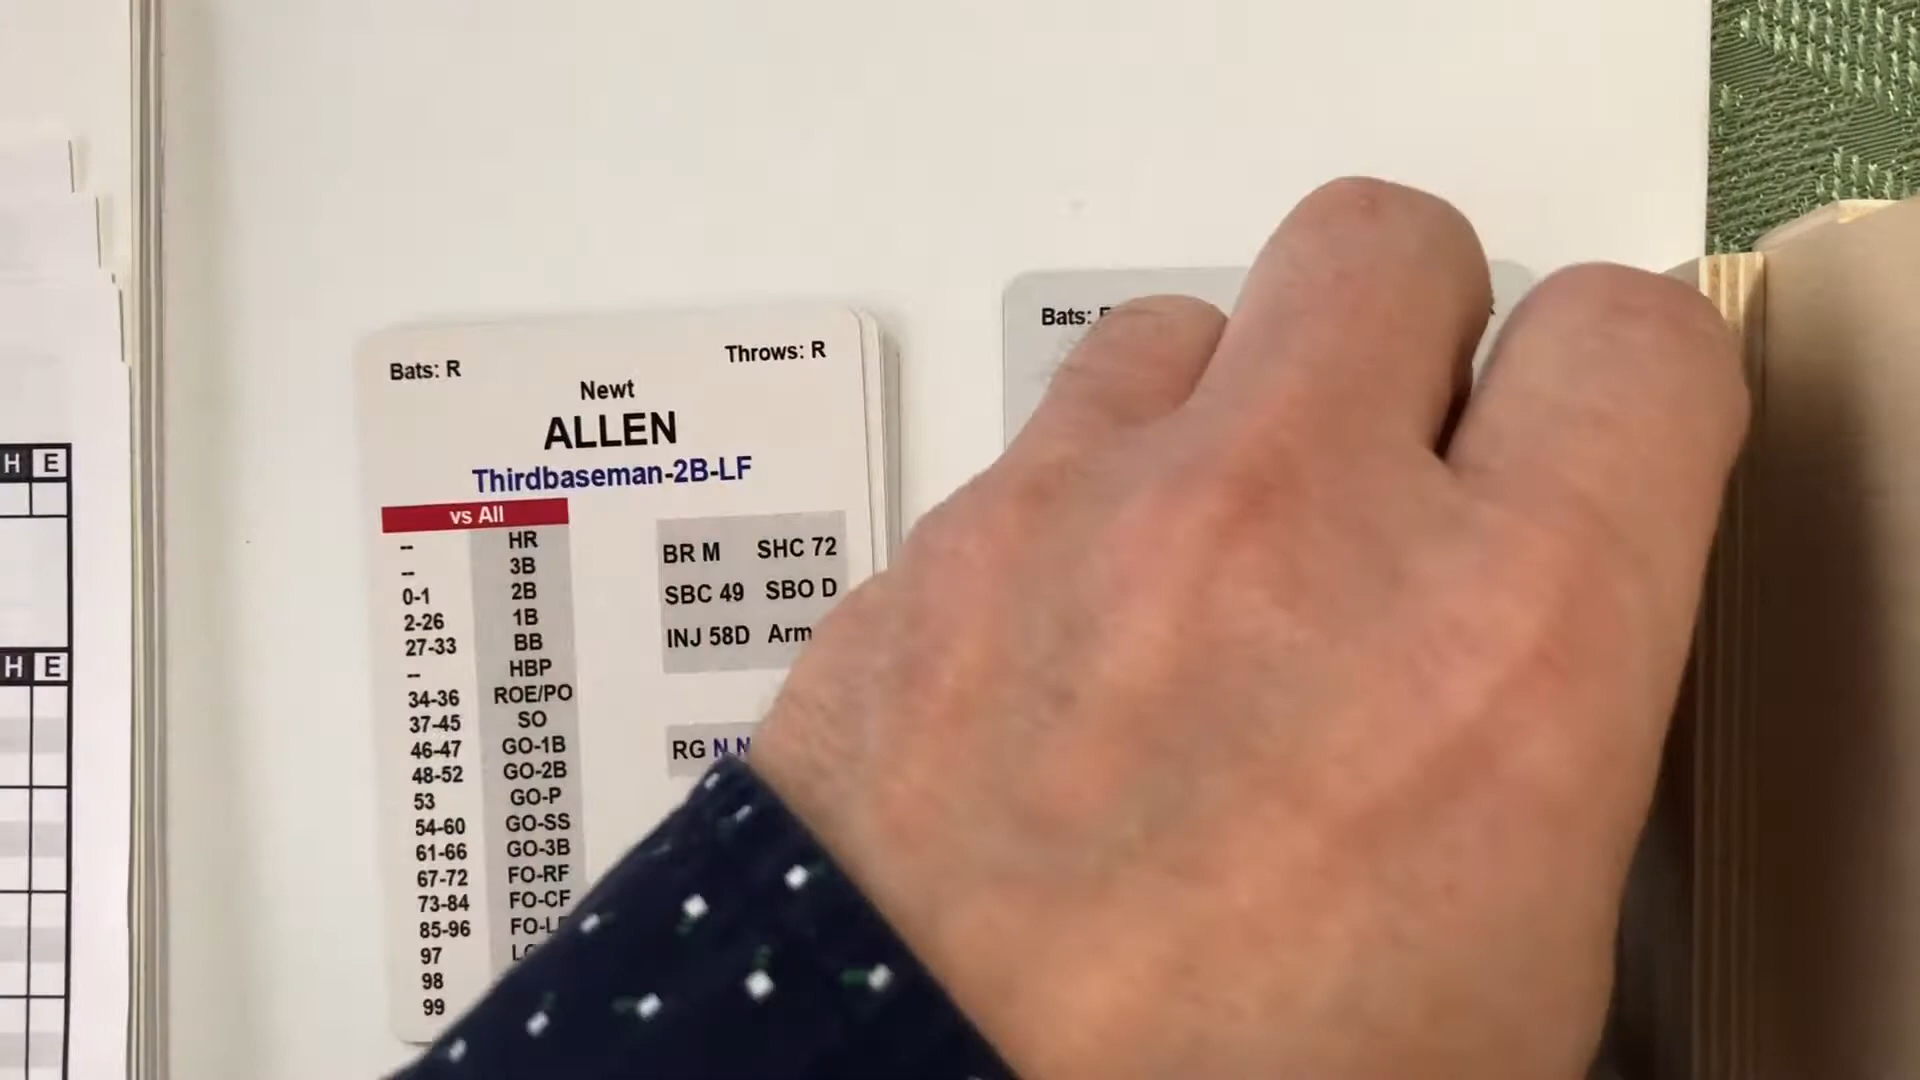 H E
H E
Bats: R Throws: R
Newt
ALLEN
Thirdbaseman-2B-LF
vs All
-- HR
-- 3B
0-1 2B
2-26 1B
27-33 BB
-- HBP
34-36 ROE/PO
37-45 SO
46-47 GO-1B
48-52 GO-2B
53 GO-P
54-60 GO-SS
61-66 GO-3B
67-72 FO-RF
73-84 FO-CF
85-96 FO-L
97
98
99
BR M SHC 72
SBC 49 SBO D
INJ 58D Arm
RG N N
Bats: